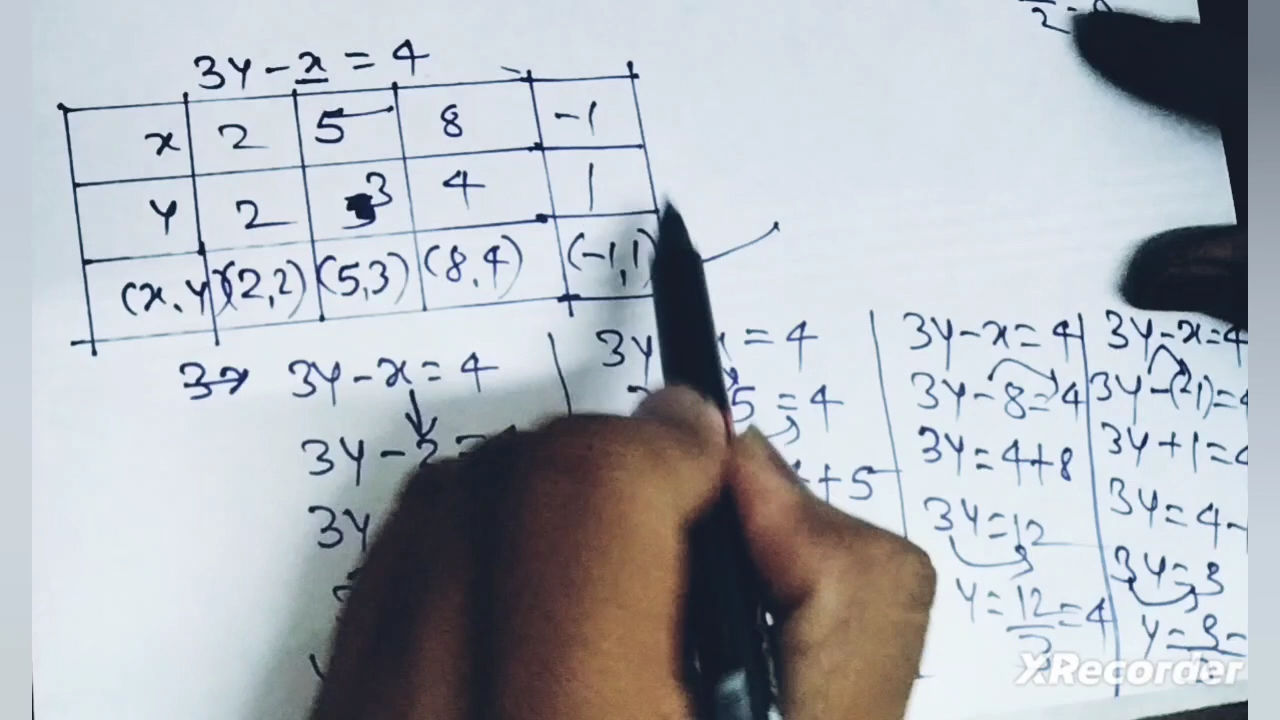 3y - x = 4
x 2 5 8 -1
y 2 3 4 1
(x, y) (2,2) (5,3) (8,4) (-1,1)
3y - x = 4
3y - 2
3y
3y = 4
5 = 4
+5
3y - x = 4
3y - 8 = 4
3y = 4+8
3y = 12
y = 12/3 = 4
3y - x = 4
3y - (-1) = 4
3y + 1 = 4
3y = 4 -
3y = 3
XRecorder